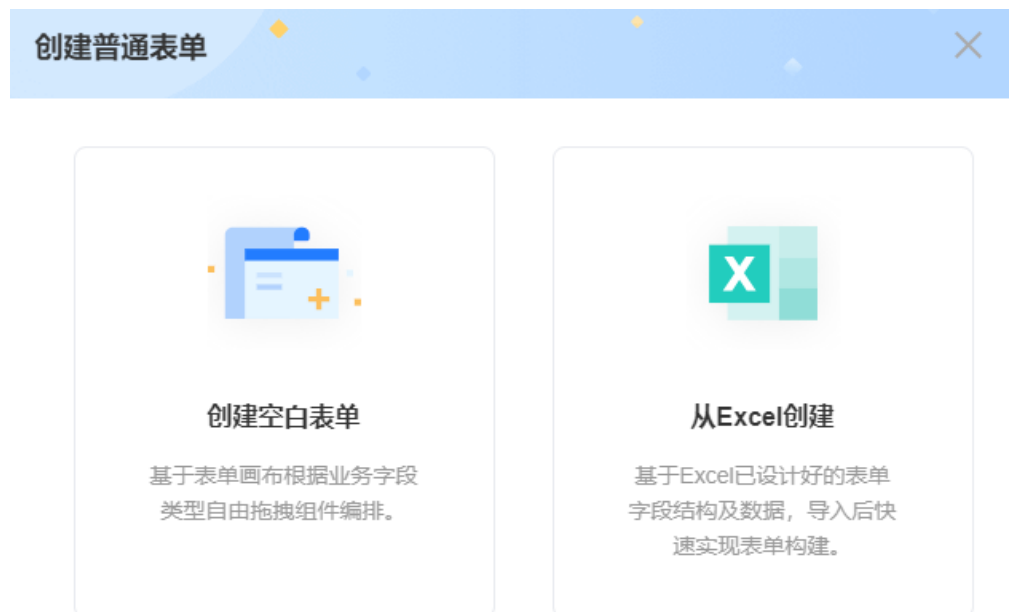 创建普通表单
创建空白表单
基于表单画布根据业务字段
类型自由拖拽组件编排。
X
从Excel创建
基于Excel已设计好的表单
字段结构及数据，导入后快
速实现表单构建。